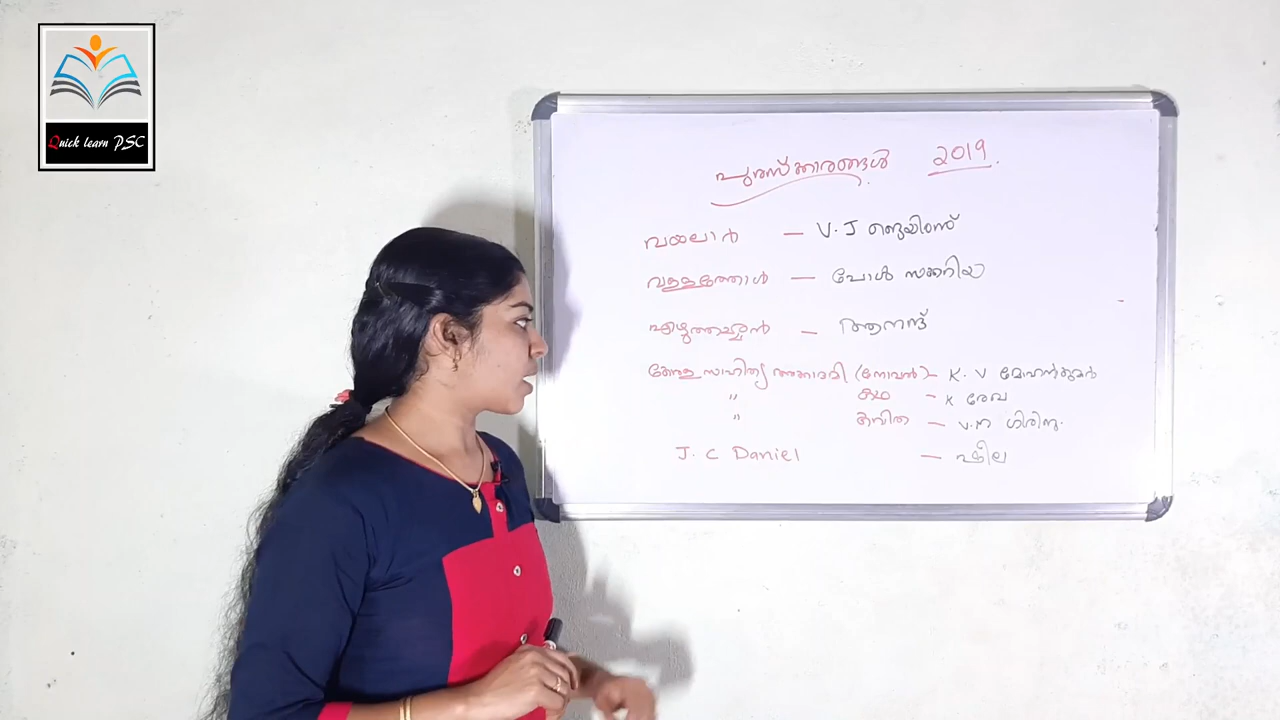 Quick learn PSC
പുരസ്ക്കാരങ്ങൾ 2019.
വയലാർ – V. J ജെയിംസ്
വള്ളത്തോൾ – പോൾ സക്കറിയ
എഴുത്തച്ഛൻ – ആനന്ദ്
കേരള സാഹിത്യ അക്കാദമി (നോവൽ) – K. V മോഹൻകുമാർ
〃 കഥ – K രേഖ
〃 കവിത – V. M ഗിരിജ.
J. C Daniel – ഷീല